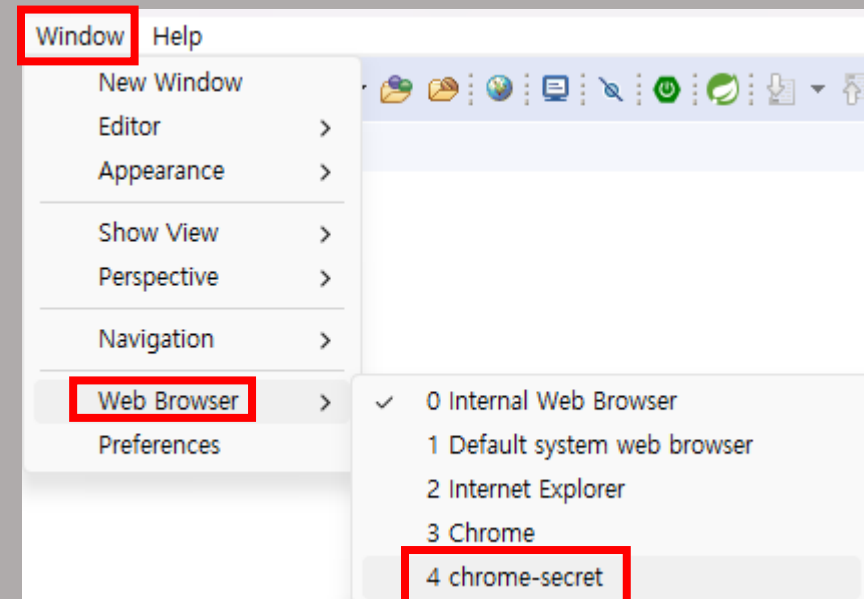 Window Help
New Window
Editor
Appearance
Show View
Perspective
Navigation
Web Browser
Preferences
0 Internal Web Browser
1 Default system web browser
2 Internet Explorer
3 Chrome
4 chrome-secret